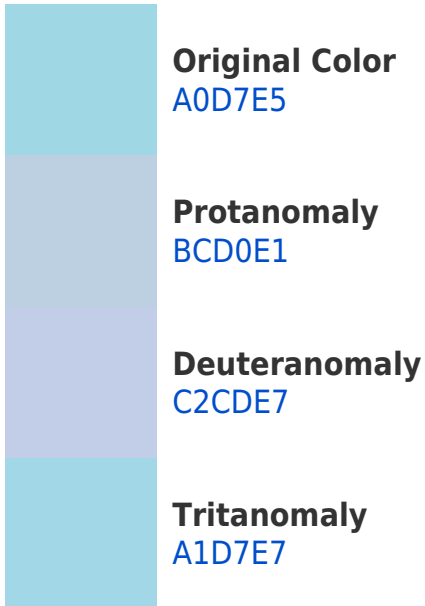 Original Color
A0D7E5
Protanomaly
BCD0E1
Deuteranomaly
C2CDE7
Tritanomaly
A1D7E7